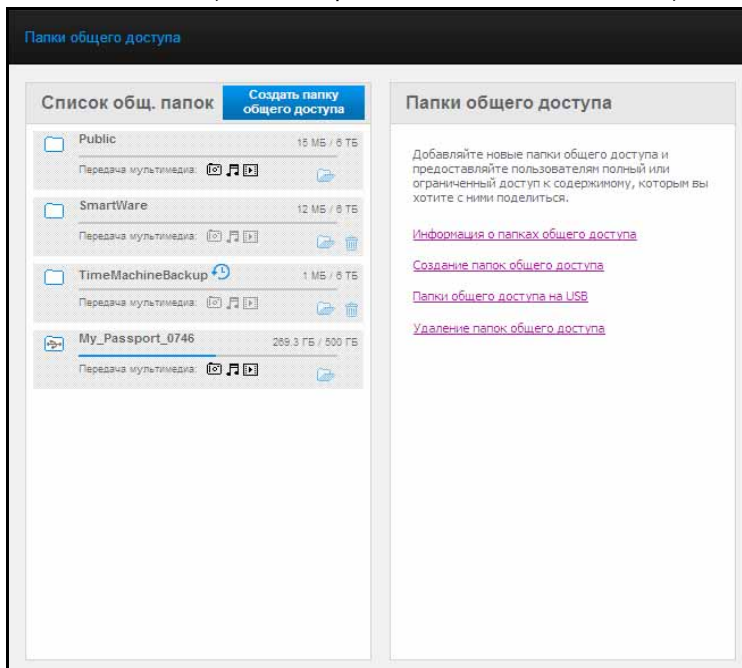 Папки общего доступа
Список общ. папок
Создать папку
общего доступа
Public
15 МБ / 6 ТБ
Передача мультимедиа:
SmartWare
12 МБ / 6 ТБ
Передача мультимедиа:
TimeMachineBackup
1 МБ / 6 ТБ
Передача мультимедиа:
My_Passport_0746
269.3 ГБ / 500 ГБ
Передача мультимедиа:
Папки общего доступа
Добавляйте новые папки общего доступа и
предоставляйте пользователям полный или
ограниченный доступ к содержимому, которым вы
хотите с ними поделиться.
Информация о папках общего доступа
Создание папок общего доступа
Папки общего доступа на USB
Удаление папок общего доступа